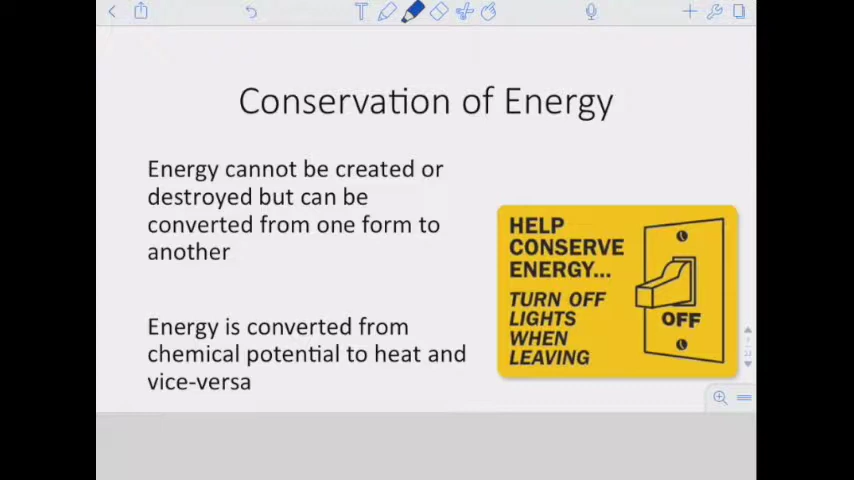 Conservation of Energy
Energy cannot be created or
destroyed but can be
converted from one form to
another
Energy is converted from
chemical potential to heat and
vice-versa
HELP
CONSERVE
ENERGY...
TURN OFF
LIGHTS
WHEN
LEAVING
OFF